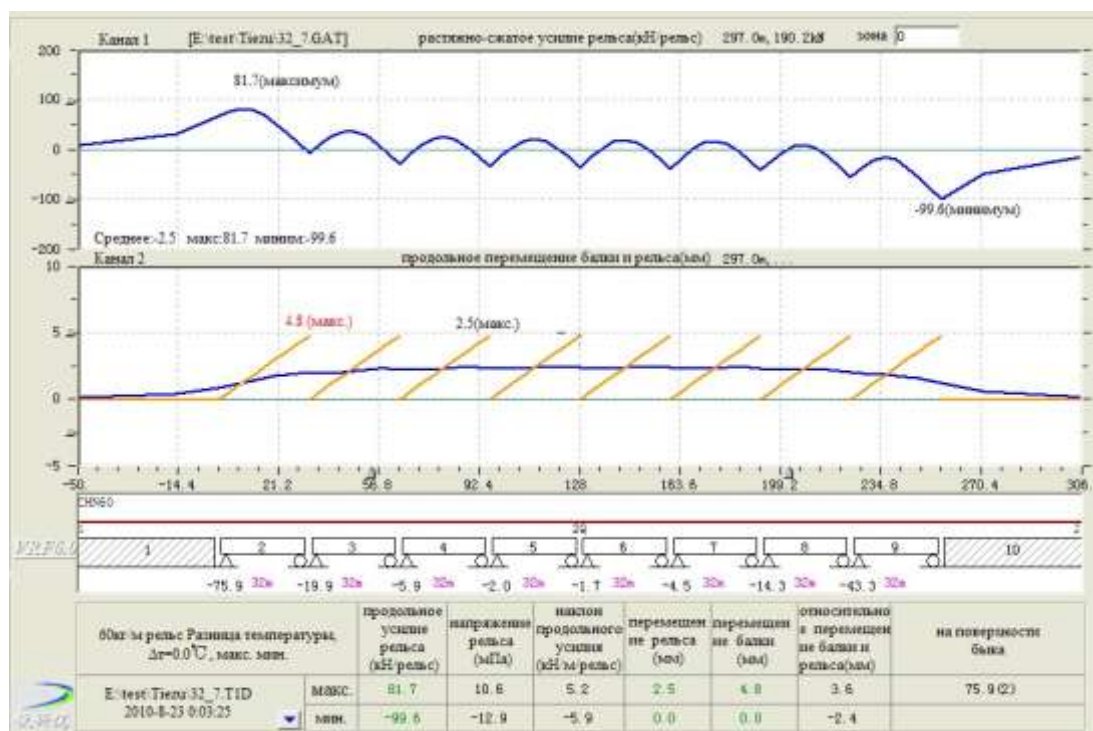 Канал 1 [E:\test\Tiezu\32_7.GAT] растяжно-сжатое усилие рельса(кН/рельс) 297.0м, 190.2kN зона 0
200
81.7(максимум)
100
0
-100
-99.6(минимум)
Среднее:-2.5 макс:81.7 миним:-99.6
-200
Канал 2 продольное перемещение балки и рельса(мм) 297.0м, . . .
10
4.8(макс.) 2.5(макс.)
5
0
-5
-50. -14.4 21.2 56.8 92.4 128 163.6 199.2 234.8 270.4 306.
CHN60
1 2 3 4 5 6 7 8 9 10
-75.9 32м -19.9 32м -5.9 32м -2.0 32м -1.7 32м -4.5 32м -14.3 32м -43.3 32м
60кг/м рельс Разница температуры, Δт=0.0℃, макс. мин.
продольное усилие рельса (кН/рельс)
напряжение рельса (мПа)
наклон продольного усилия (кН/м/рельс)
перемещение рельса (мм)
перемещение балки (мм)
относительное перемещение балки и рельса(мм)
на поверхности быка
E:\test\Tiezu\32_7.T1D
2010-8-23 0:03:25
макс. 81.7 10.6 5.2 2.5 4.8 3.6 75.9(2)
мин. -99.6 -12.9 -5.9 0.0 0.0 -2.4